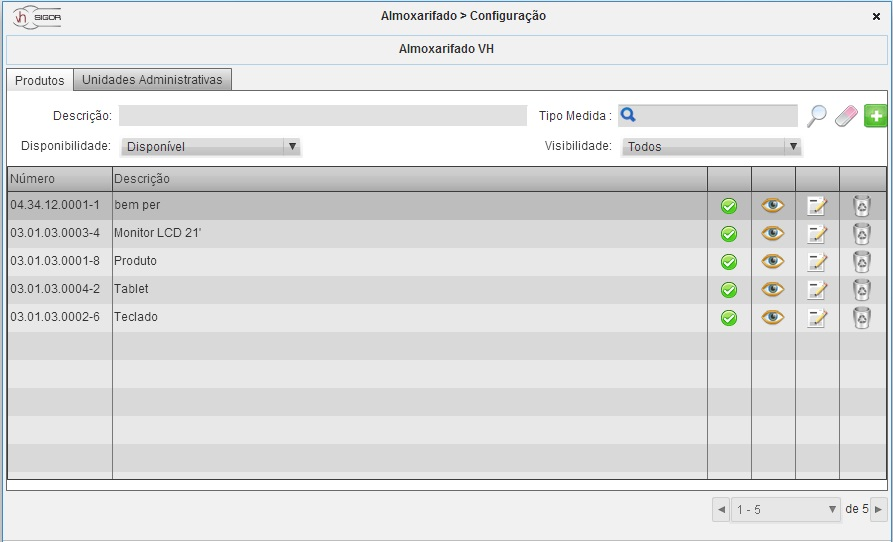 vh SIGOR
Almoxarifado > Configuração
Almoxarifado VH
Produtos Unidades Administrativas
Descrição: Tipo Medida :
Disponibilidade: Disponível Visibilidade: Todos
Número Descrição
04.34.12.0001-1 bem per
03.01.03.0003-4 Monitor LCD 21'
03.01.03.0001-8 Produto
03.01.03.0004-2 Tablet
03.01.03.0002-6 Teclado
1 - 5 de 5